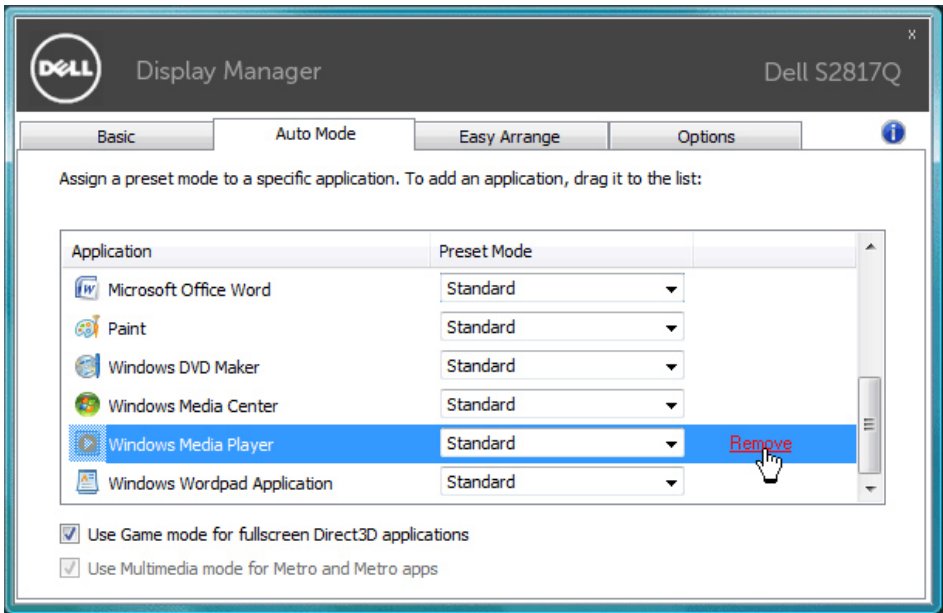 x
DELL
Display Manager
Dell S2817Q
Basic
Auto Mode
Easy Arrange
Options
i
Assign a preset mode to a specific application. To add an application, drag it to the list:
Application Preset Mode
Microsoft Office Word Standard
Paint Standard
Windows DVD Maker Standard
Windows Media Center Standard
Windows Media Player Standard Remove
Windows Wordpad Application Standard
Use Game mode for fullscreen Direct3D applications
Use Multimedia mode for Metro and Metro apps